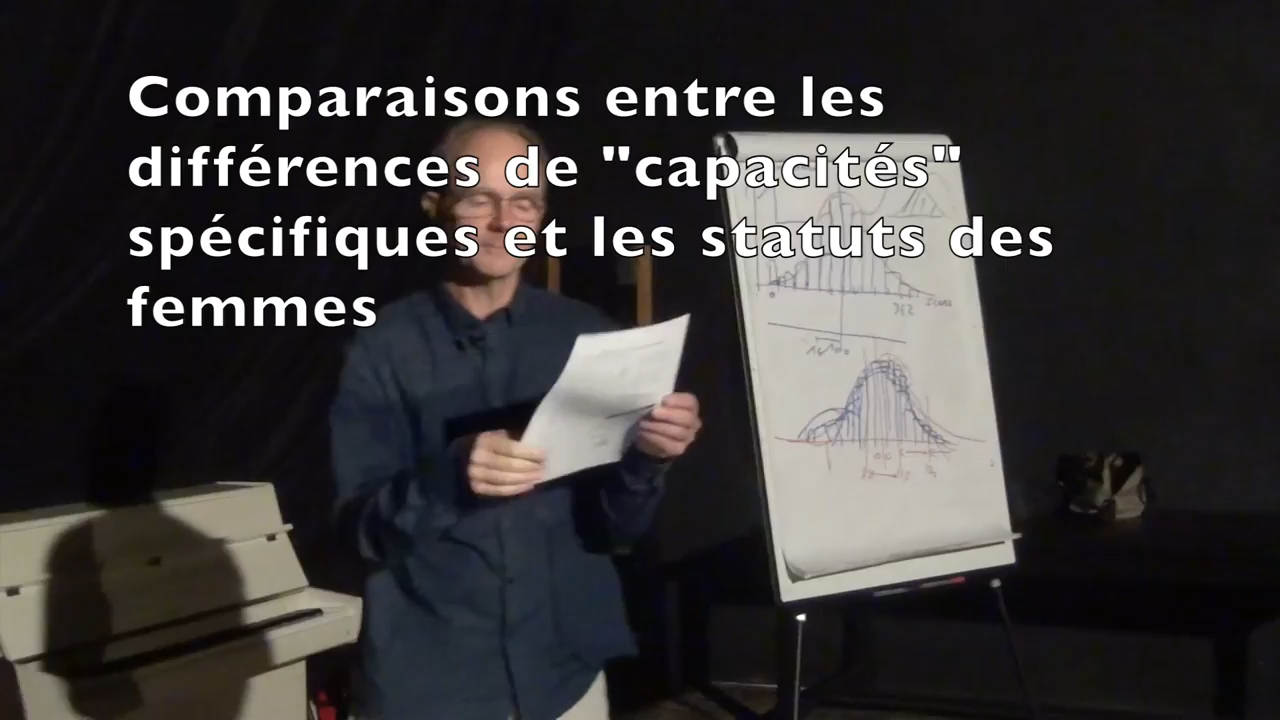 Comparaisons entre les
différences de "capacités"
spécifiques et les statuts des
femmes